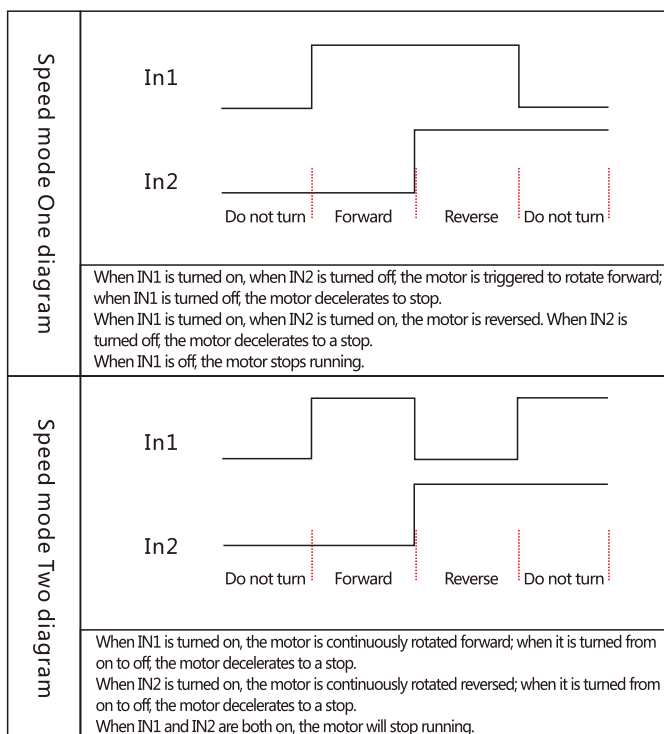 Speed mode One diagram
In1
In2
Do not turn Forward Reverse Do not turn
When IN1 is turned on, when IN2 is turned off, the motor is triggered to rotate forward;
when IN1 is turned off, the motor decelerates to stop.
When IN1 is turned on, when IN2 is turned on, the motor is reversed. When IN2 is
turned off, the motor decelerates to a stop.
When IN1 is off, the motor stops running.
Speed mode Two diagram
In1
In2
Do not turn Forward Reverse Do not turn
When IN1 is turned on, the motor is continuously rotated forward; when it is turned from
on to off, the motor decelerates to a stop.
When IN2 is turned on, the motor is continuously rotated reversed; when it is turned from
on to off, the motor decelerates to a stop.
When IN1 and IN2 are both on, the motor will stop running.